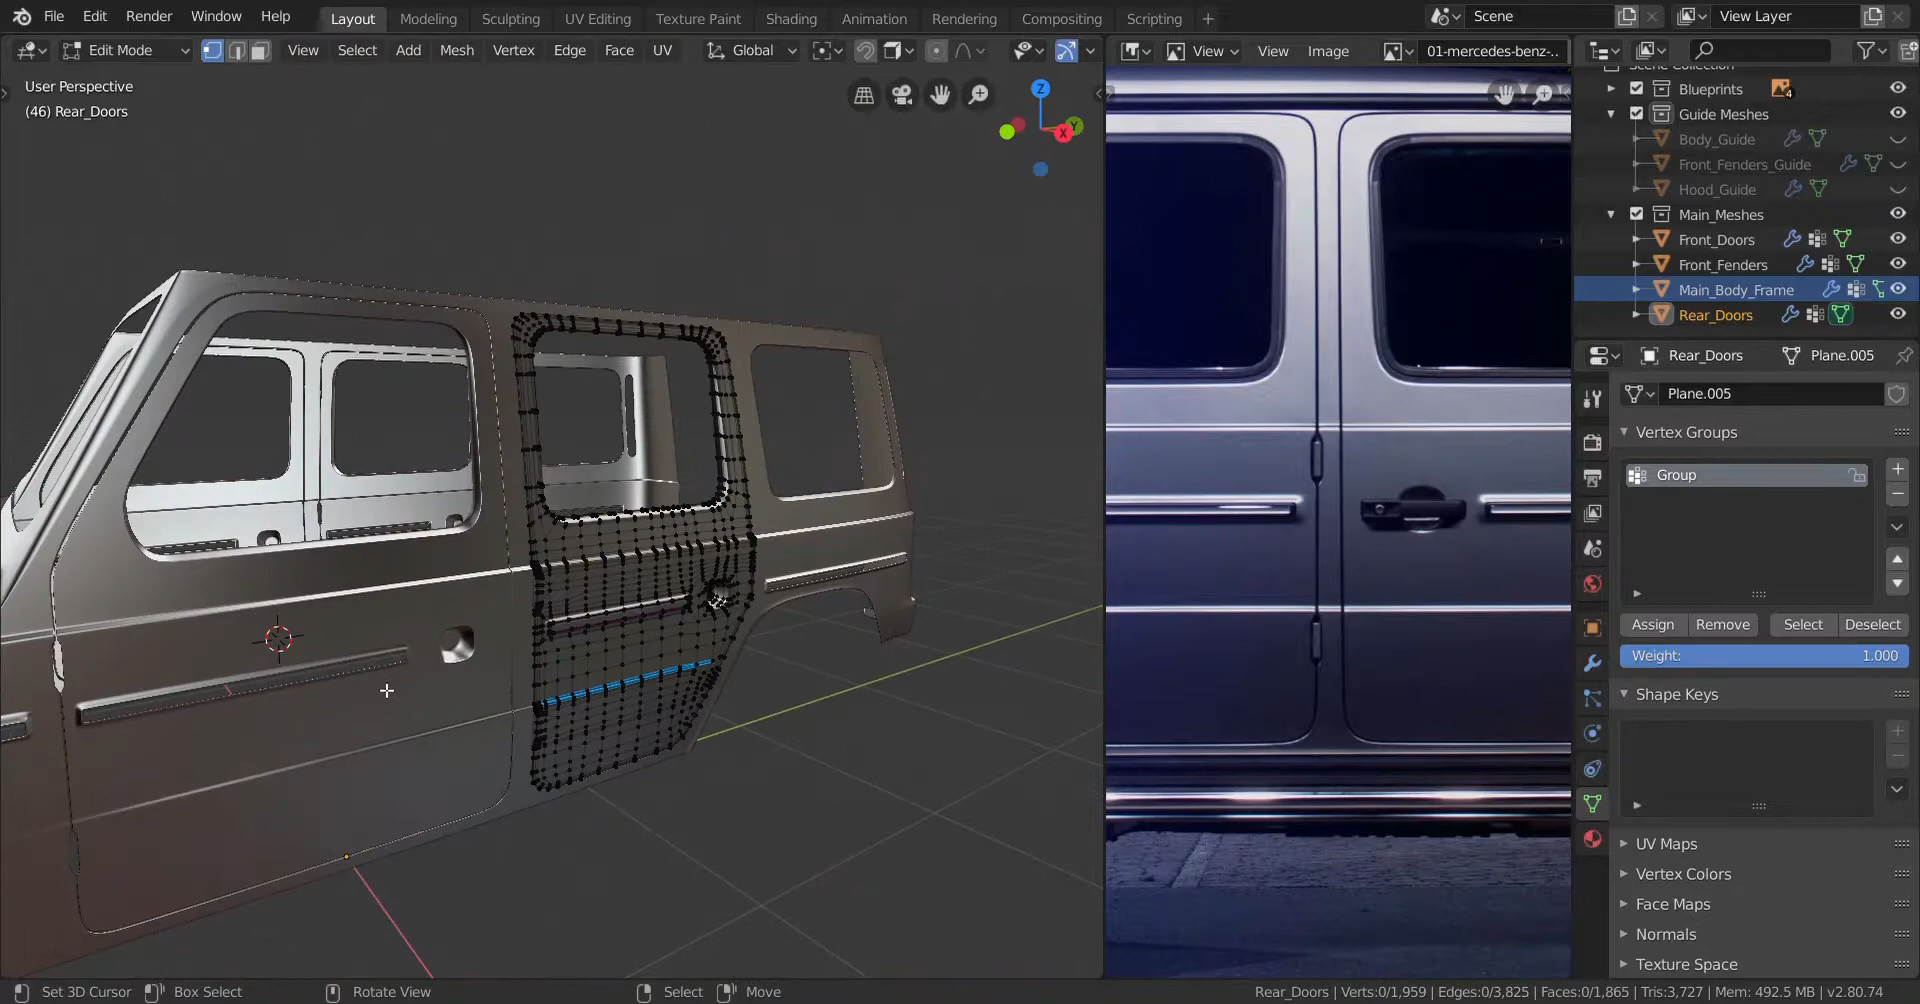 File Edit Render Window Help Layout Modeling Sculpting UV Editing Texture Paint Shading Animation Rendering Compositing Scripting + Scene View Layer
Edit Mode View Select Add Mesh Vertex Edge Face UV Global View View Image 01-mercedes-benz-..
User Perspective
(46) Rear_Doors
Z
Y
X
Scene Collection
Blueprints 4
Guide Meshes
Body_Guide
Front_Fenders_Guide
Hood_Guide
Main_Meshes
Front_Doors
Front_Fenders
Main_Body_Frame
Rear_Doors
Rear_Doors Plane.005
Plane.005
Vertex Groups
Group
Assign Remove Select Deselect
Weight: 1.000
Shape Keys
UV Maps
Vertex Colors
Face Maps
Normals
Texture Space
Set 3D Cursor Box Select Rotate View Select Move Rear_Doors | Verts:0/1,959 | Edges:0/3,825 | Faces:0/1,865 | Tris:3,727 | Mem: 492.5 MB | v2.80.74